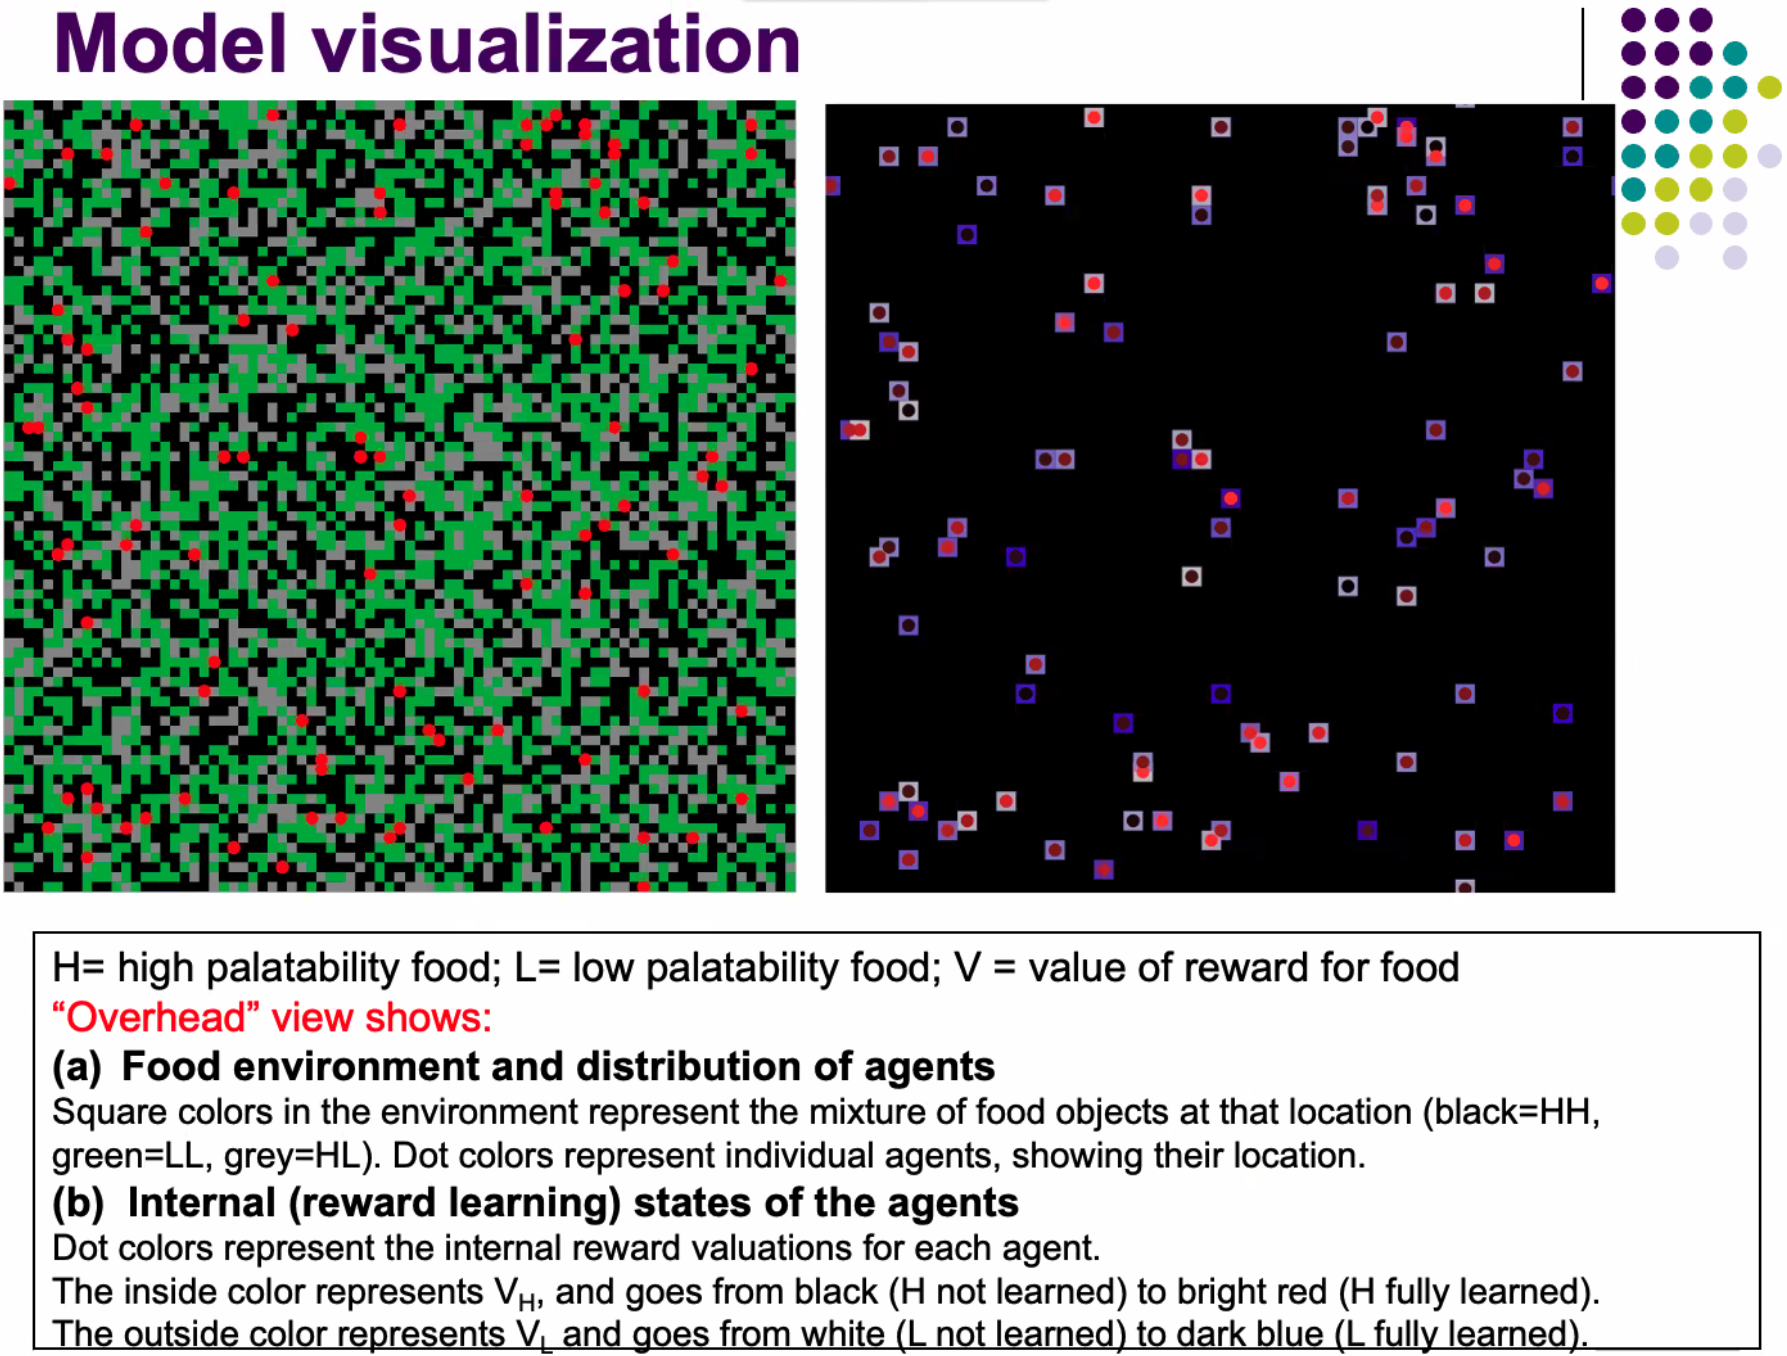 Model visualization
H= high palatability food; L= low palatability food; V = value of reward for food
“Overhead” view shows:
(a) Food environment and distribution of agents
Square colors in the environment represent the mixture of food objects at that location (black=HH,
green=LL, grey=HL). Dot colors represent individual agents, showing their location.
(b) Internal (reward learning) states of the agents
Dot colors represent the internal reward valuations for each agent.
The inside color represents VH, and goes from black (H not learned) to bright red (H fully learned).
The outside color represents VL and goes from white (L not learned) to dark blue (L fully learned).